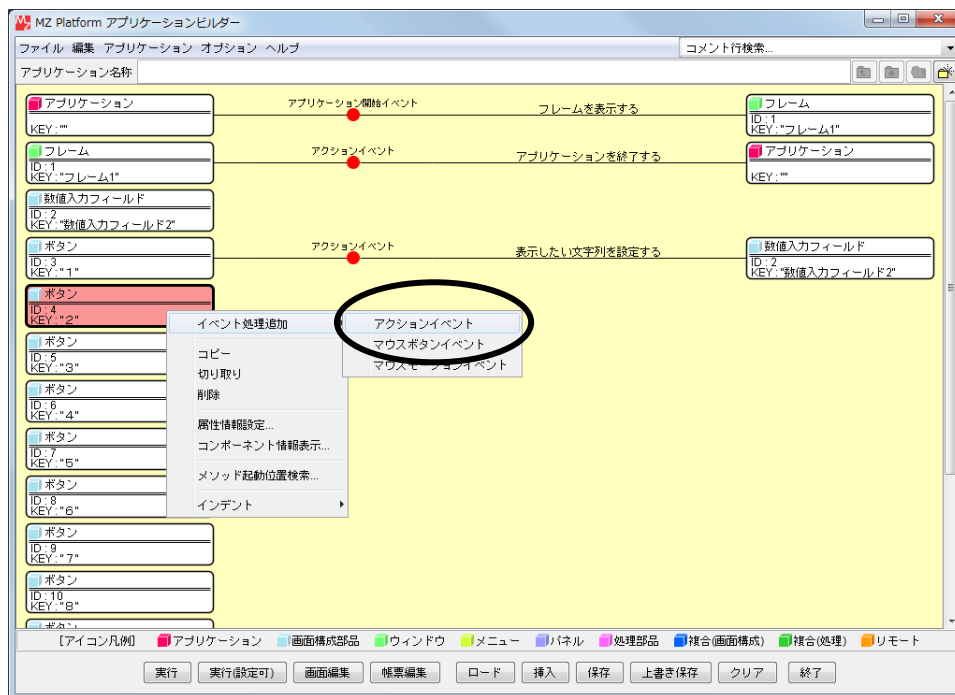 MZ Platform アプリケーションビルダー
ファイル 編集 アプリケーション オプション ヘルプ コメント行検索...
アプリケーション名称
アプリケーション アプリケーション開始イベント フレームを表示する フレーム
KEY:"" ID:1
KEY:"フレーム1"
フレーム アクションイベント アプリケーションを終了する アプリケーション
ID:1
KEY:"フレーム1" KEY:""
数値入力フィールド
ID:2
KEY:"数値入力フィールド2"
ボタン アクションイベント 表示したい文字列を設定する 数値入力フィールド
ID:3 ID:2
KEY:"1" KEY:"数値入力フィールド2"
ボタン
ID:4
KEY:"2"
イベント処理追加 アクションイベント
マウスボタンイベント
マウスモーションイベント
コピー
切り取り
削除
属性情報設定...
コンポーネント情報表示...
メソッド起動位置検索...
インデント
ボタン
ID:5
KEY:"3"
ボタン
ID:6
KEY:"4"
ボタン
ID:7
KEY:"5"
ボタン
ID:8
KEY:"6"
ボタン
ID:9
KEY:"7"
ボタン
ID:10
KEY:"8"
ボタン
[アイコン凡例] アプリケーション 画面構成部品 ウィンドウ メニュー パネル 処理部品 複合(画面構成) 複合(処理) リモート
実行 実行(設定可) 画面編集 帳票編集 ロード 挿入 保存 上書き保存 クリア 終了